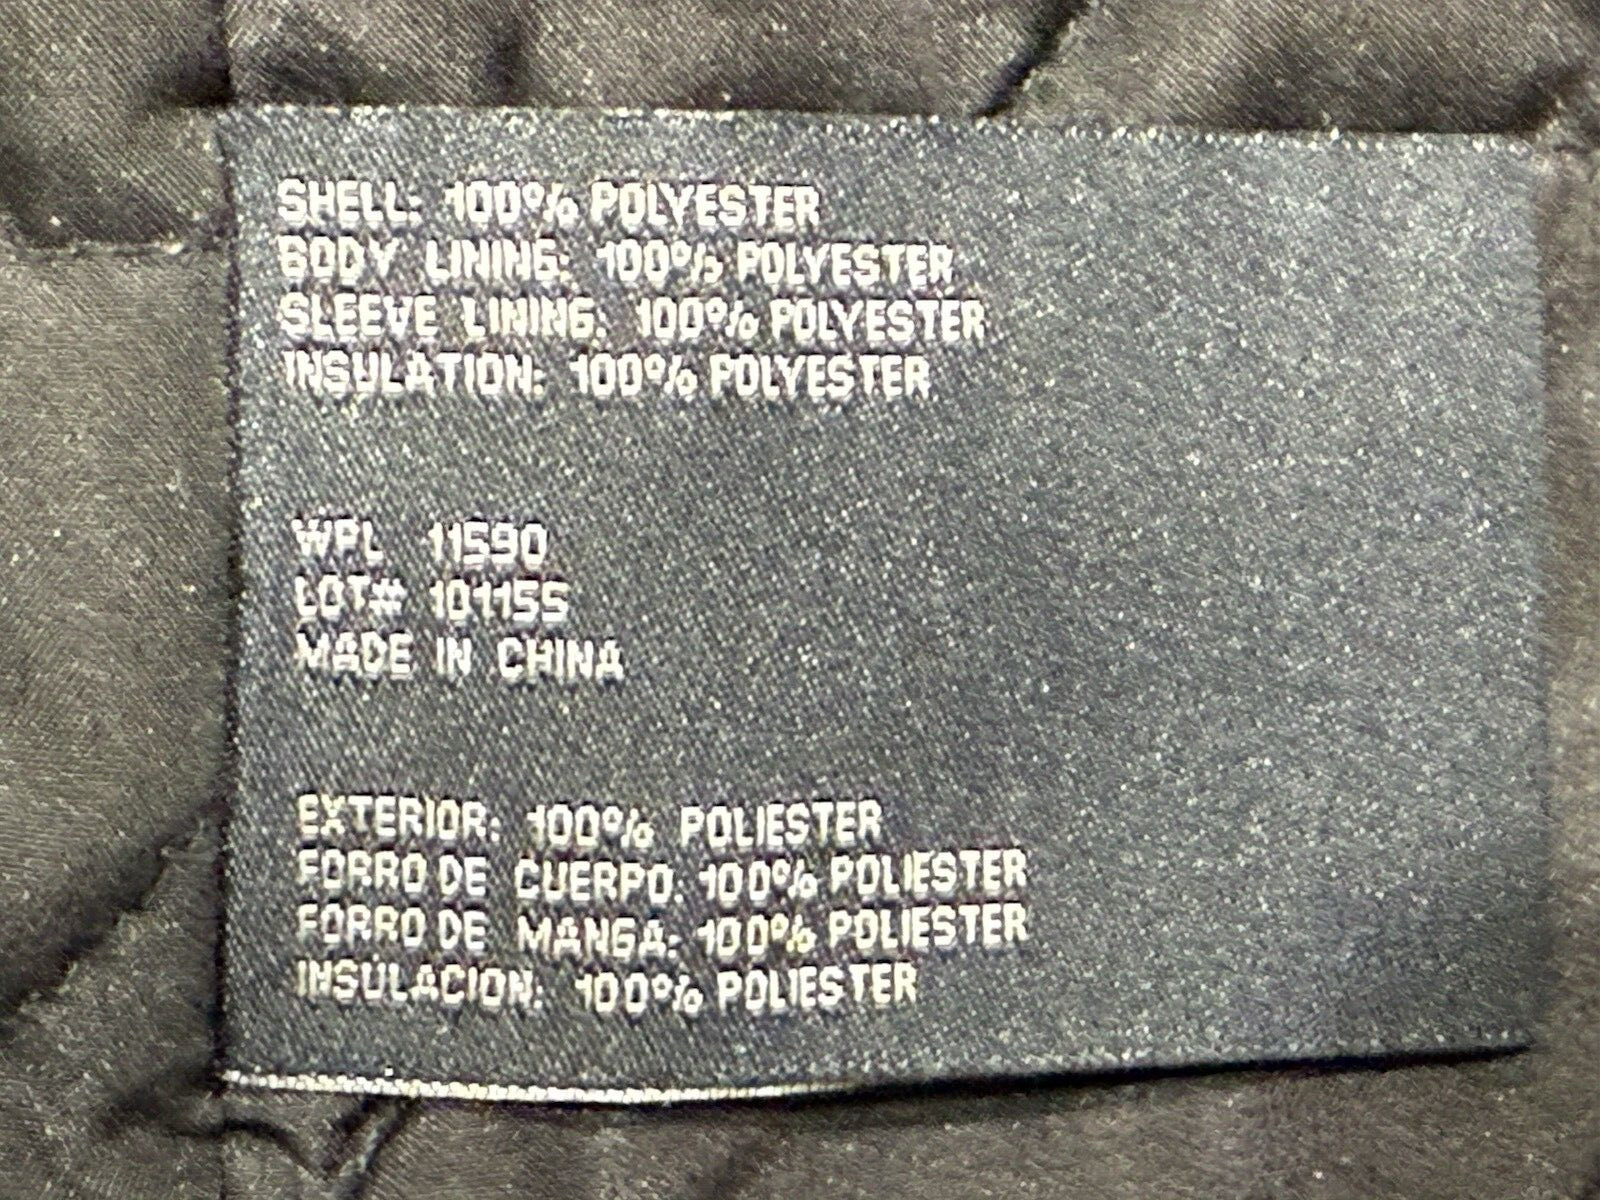 SHELL: 100% POLYESTER
BODY LINING: 100% POLYESTER
SLEEVE LINING: 100% POLYESTER
INSULATION: 100% POLYESTER
WPL 11590
LOT# 10115S
MADE IN CHINA
EXTERIOR: 100% POLIESTER
FORRO DE CUERPO: 100% POLIESTER
FORRO DE MANGA: 100% POLIESTER
INSULACION: 100% POLIESTER